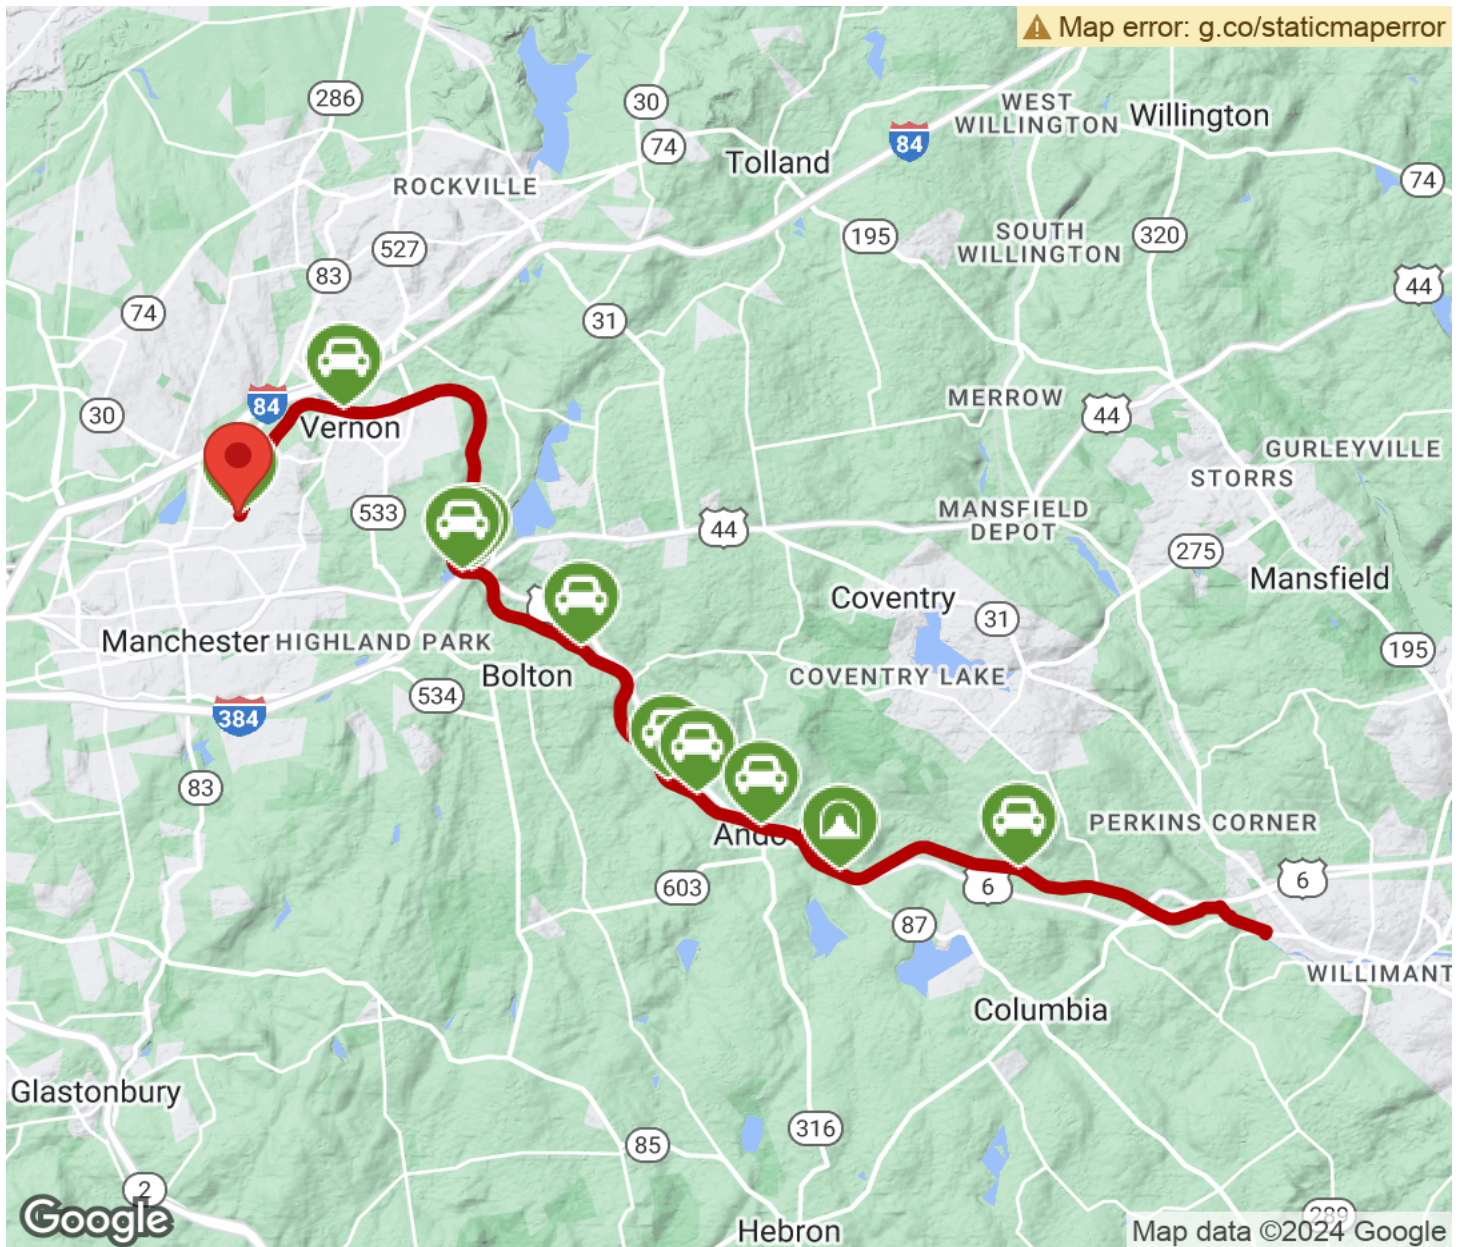 Map error: g.co/staticmaperror
286
30
WEST
WILLINGTON
Willington
74
84
Tolland
74
ROCKVILLE
195
SOUTH
WILLINGTON
320
527
83
44
74
31
MERROW
84
30
44
Vernon
GURLEYVILLE
STORRS
533
44
MANSFIELD
DEPOT
275
Mansfield
Coventry
31
Manchester
HIGHLAND PARK
195
Bolton
COVENTRY LAKE
534
384
83
PERKINS CORNER
Ando
603
6
6
87
WILLIMANT
Columbia
Glastonbury
316
85
2
289
Google
Hebron
Map data ©2024 Google